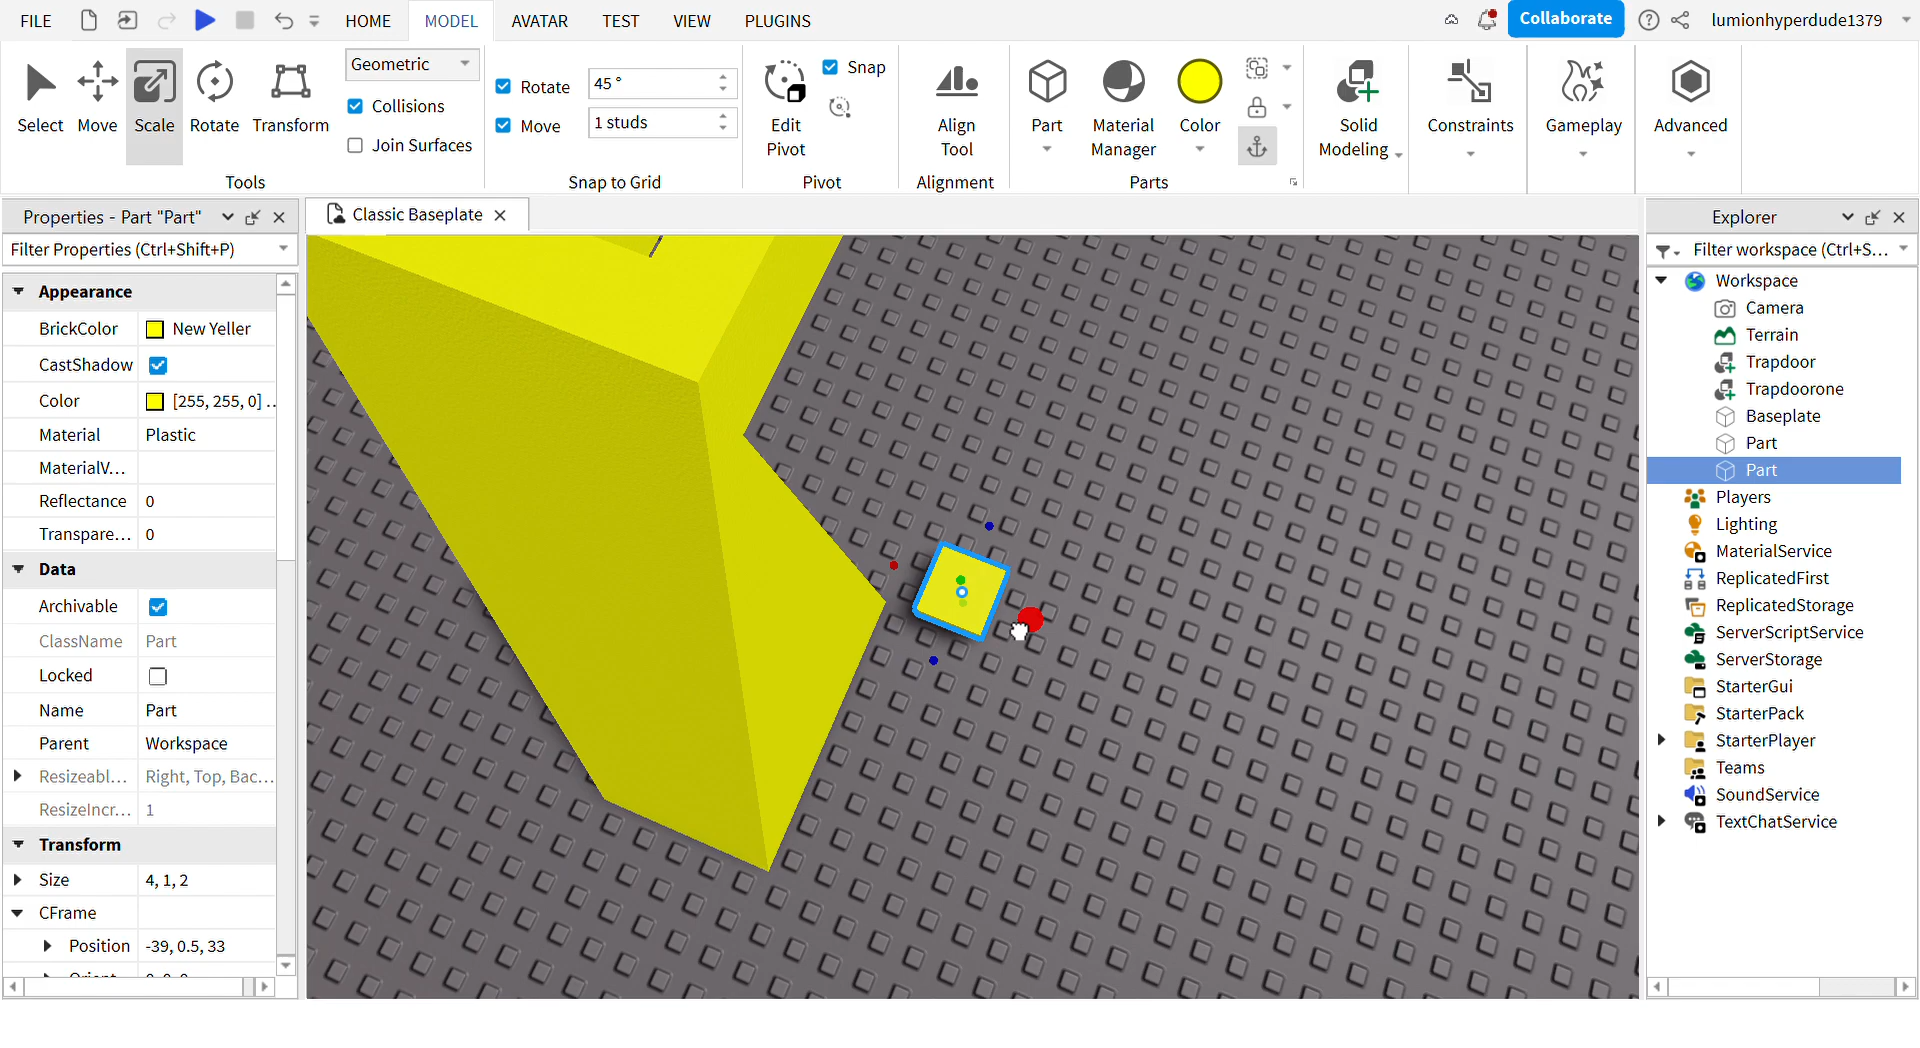 FILE HOME MODEL AVATAR TEST VIEW PLUGINS Collaborate ? lumionhyperdude1379
Select Move Scale Rotate Transform
Geometric
Collisions
Join Surfaces
Tools
Rotate 45 °
Move 1 studs
Snap to Grid
Edit Pivot
Snap
Pivot
Align Tool
Alignment
Part
Material Manager
Color
Parts
Solid Modeling
Constraints
Gameplay
Advanced
Properties - Part "Part"
Filter Properties (Ctrl+Shift+P)
Appearance
BrickColor New Yeller
CastShadow
Color [255, 255, 0] ..
Material Plastic
MaterialV...
Reflectance 0
Transpare... 0
Data
Archivable
ClassName Part
Locked
Name Part
Parent Workspace
Resizeabl... Right, Top, Bac...
ResizeIncr... 1
Transform
Size 4, 1, 2
CFrame
Position -39, 0.5, 33
Classic Baseplate
Explorer
Filter workspace (Ctrl+S...
Workspace
Camera
Terrain
Trapdoor
Trapdoorone
Baseplate
Part
Part
Players
Lighting
MaterialService
ReplicatedFirst
ReplicatedStorage
ServerScriptService
ServerStorage
StarterGui
StarterPack
StarterPlayer
Teams
SoundService
TextChatService